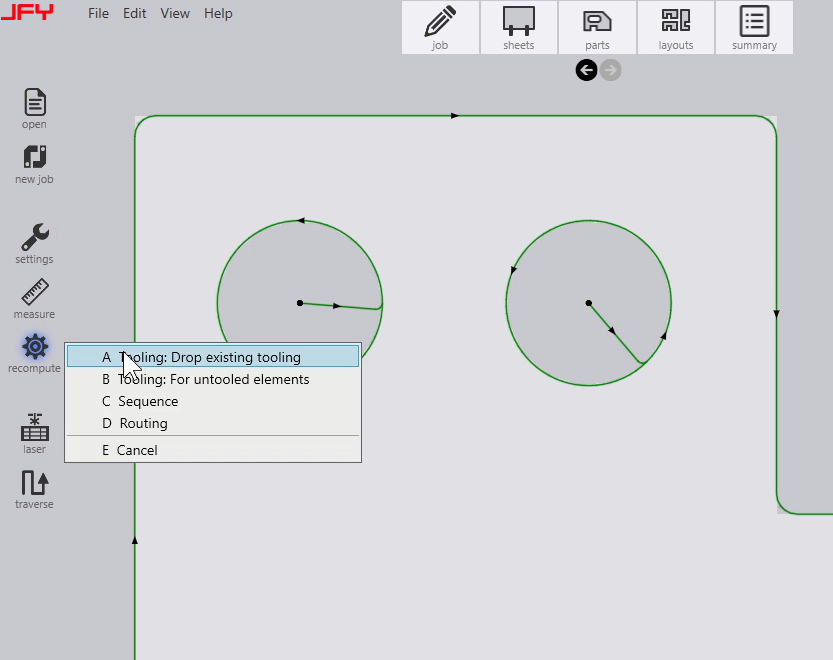 JFY
File Edit View Help
job sheets parts layouts summary
open
new job
settings
measure
recompute
A Tooling: Drop existing tooling
B Tooling: For untooled elements
C Sequence
D Routing
E Cancel
laser
traverse